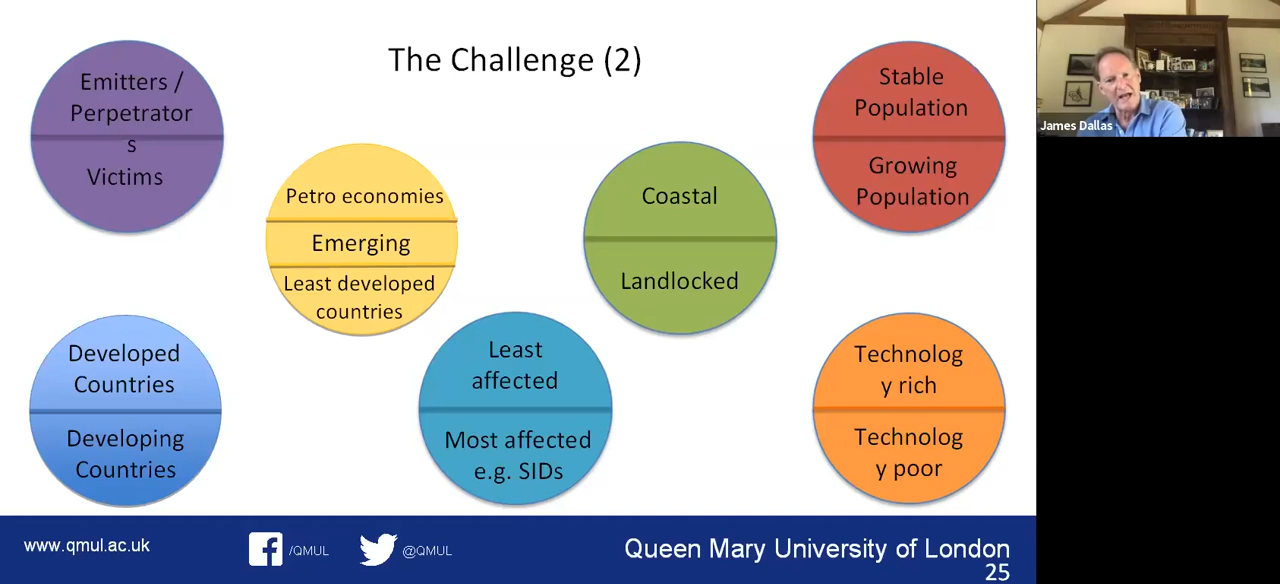 The Challenge (2)
Emitters /
Perpetrator
s
Victims
Petro economies
Emerging
Least developed
countries
Coastal
Landlocked
Stable
Population
Growing
Population
Developed
Countries
Developing
Countries
Least
affected
Most affected
e.g. SIDs
Technolog
y rich
Technolog
y poor
James Dallas
www.qmul.ac.uk
/QMUL
@QMUL
Queen Mary University of London
25